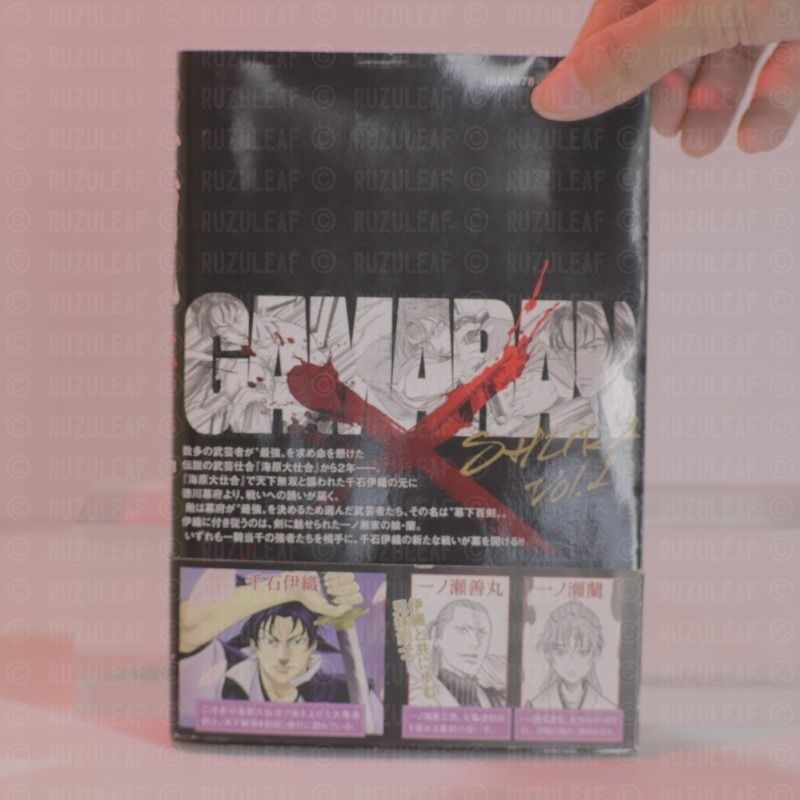 ISBN978
GAMARAN
SHURA
Vol.1
数多の武芸者が“最強”を求め命を懸けた
伝説の武芸仕合「海原大仕合」から2年――。
「海原大仕合」で天下無双と謳われた千石伊織の元に
徳川幕府より、戦いへの誘いが届く。
敵は幕府が“最強”を決めるため選んだ武芸者たち、その名は“幕下百剣”。
伊織に付き従うのは、剣に魅せられた一ノ瀬家の娘・蘭。
いずれも一騎当千の強者たちを相手に、千石伊織の新たな戦いが幕を開ける!!
千石伊織
一ノ瀬善丸
一ノ瀬蘭
伊織と共に歩む
RUZULEAF